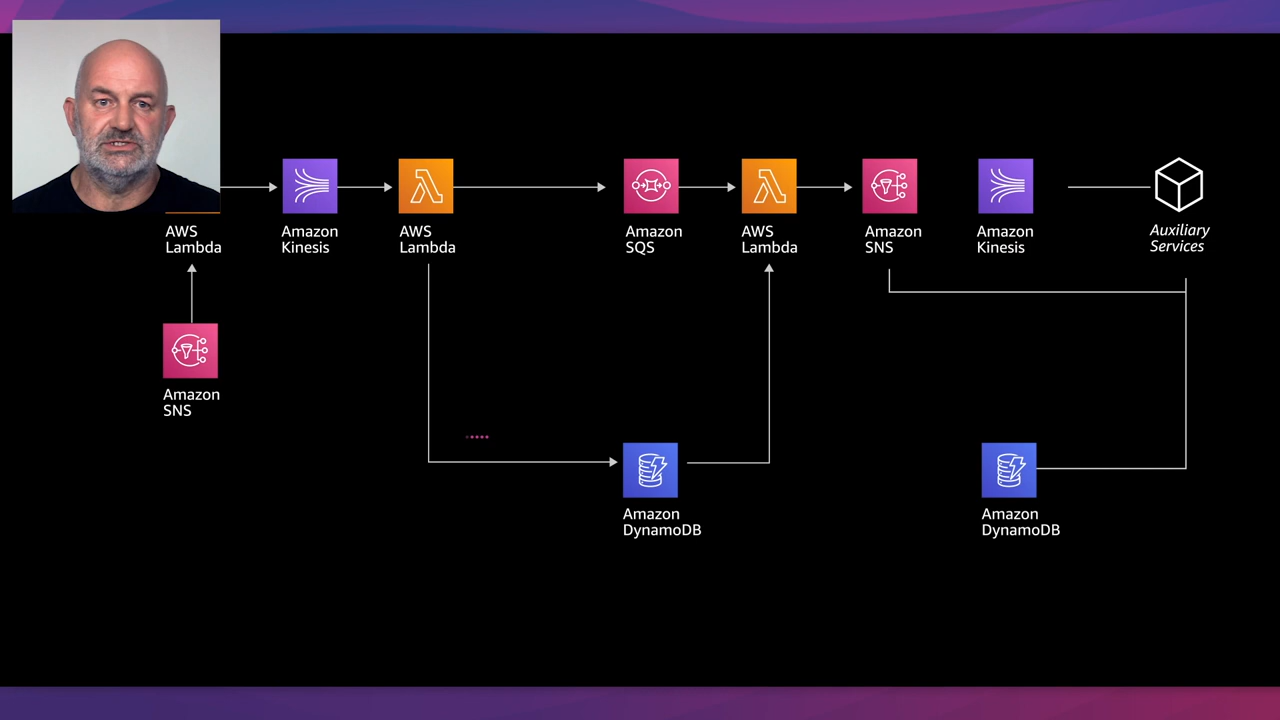 AWS
Lambda
Amazon
Kinesis
AWS
Lambda
Amazon
SQS
AWS
Lambda
Amazon
SNS
Amazon
Kinesis
Auxiliary
Services
Amazon
SNS
Amazon
DynamoDB
Amazon
DynamoDB